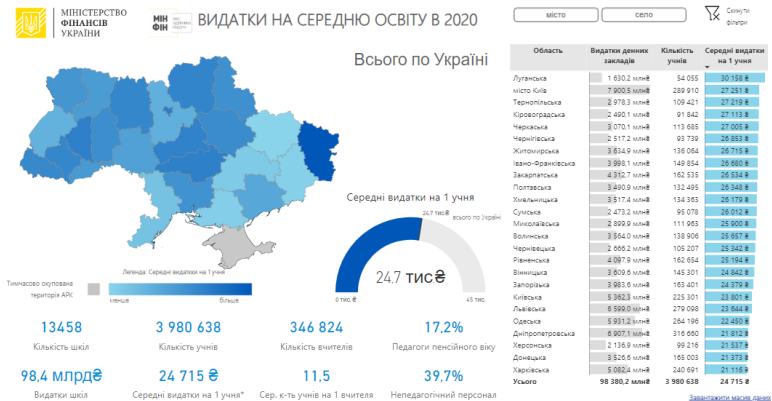 МІНІСТЕРСТВО
ФІНАНСІВ
УКРАЇНИ
МІН
ФІН
ВИДАТКИ НА СЕРЕДНЮ ОСВІТУ В 2020
місто
село
Скинути
фільтри
Всього по Україні
Легенда: Середні видатки на 1 учня
менше
більше
Тимчасово окупована
територія АРК
Середні видатки на 1 учня
24,7 тис₴
всього по Україні
24,7 тис₴
0 тис.
45 тис.
13458
Кількість шкіл
3 980 638
Кількість учнів
346 824
Кількість вчителів
17,2%
Педагоги пенсійного віку
98,4 млрд₴
Видатки шкіл
24 715 ₴
Середні видатки на 1 учня*
11,5
Сер. к-ть учнів на 1 вчителя
39,7%
Непедагогічний персонал
Область Видатки денних закладів Кількість учнів Середні видатки на 1 учня
Луганська 1 630,2 млн₴ 54 055 30 158 ₴
місто Київ 7 900,5 млн₴ 289 910 27 251 ₴
Тернопільська 2 978,3 млн₴ 109 421 27 219 ₴
Кіровоградська 2 490,1 млн₴ 91 842 27 113 ₴
Черкаська 3 070,1 млн₴ 113 685 27 005 ₴
Чернігівська 2 517,2 млн₴ 93 739 26 853 ₴
Житомирська 3 634,9 млн₴ 136 064 26 715 ₴
Івано-Франківська 3 998,1 млн₴ 149 854 26 680 ₴
Закарпатська 4 312,7 млн₴ 162 535 26 534 ₴
Полтавська 3 490,9 млн₴ 132 495 26 348 ₴
Хмельницька 3 517,4 млн₴ 134 363 26 179 ₴
Сумська 2 473,2 млн₴ 95 078 26 012 ₴
Миколаївська 2 899,9 млн₴ 111 963 25 900 ₴
Волинська 3 564,0 млн₴ 138 906 25 657 ₴
Чернівецька 2 666,2 млн₴ 105 207 25 342 ₴
Рівненська 4 097,9 млн₴ 162 654 25 194 ₴
Вінницька 3 609,6 млн₴ 145 301 24 842 ₴
Запорізька 3 983,6 млн₴ 163 401 24 379 ₴
Київська 5 362,3 млн₴ 225 301 23 801 ₴
Львівська 6 599,0 млн₴ 279 098 23 644 ₴
Одеська 5 931,2 млн₴ 264 196 22 450 ₴
Дніпропетровська 6 907,1 млн₴ 316 660 21 812 ₴
Херсонська 2 136,9 млн₴ 99 216 21 537 ₴
Донецька 3 526,6 млн₴ 165 003 21 373 ₴
Харківська 5 082,4 млн₴ 240 691 21 116 ₴
Усього 98 380,2 млн₴ 3 980 638 24 715 ₴
Завантажити масив даних